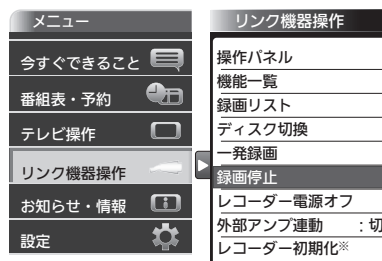 メニュー
今すぐできること
番組表・予約
テレビ操作
リンク機器操作
お知らせ・情報
設定
リンク機器操作
操作パネル
機能一覧
録画リスト
ディスク切換
一発録画
録画停止
レコーダー電源オフ
外部アンプ連動 ：切
レコーダー初期化※